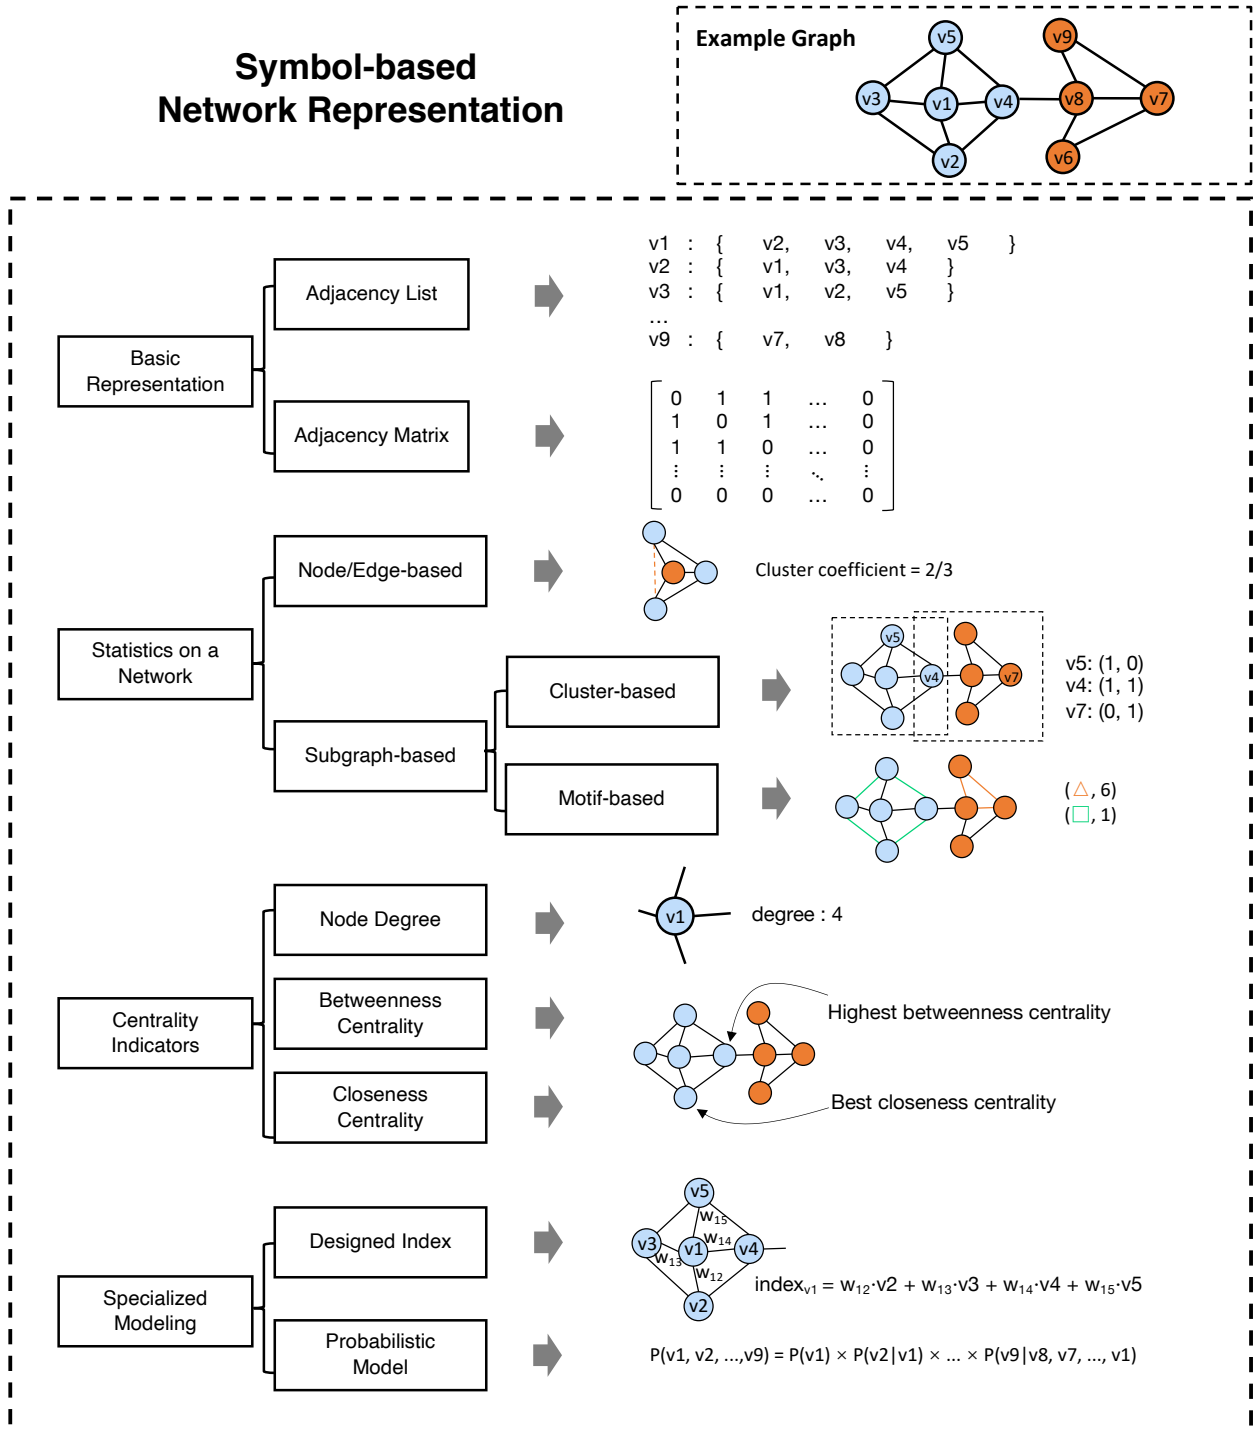 Symbol-based
Network Representation
Example Graph
v5
v9
v3
v1
v4
v8
v7
v2
v6
Basic
Representation
Adjacency List
v1 : { v2, v3, v4, v5 }
v2 : { v1, v3, v4 }
v3 : { v1, v2, v5 }
...
v9 : { v7, v8 }
Adjacency Matrix
0 1 1 … 0
1 0 1 … 0
1 1 0 … 0
⋮ ⋮ ⋮ ⋱ ⋮
0 0 0 … 0
Statistics on a
Network
Node/Edge-based
Cluster coefficient = 2/3
Subgraph-based
Cluster-based
v5
v4
v7
v5: (1, 0)
v4: (1, 1)
v7: (0, 1)
Motif-based
(△, 6)
(□, 1)
Centrality
Indicators
Node Degree
v1
degree : 4
Betweenness
Centrality
Highest betweenness centrality
Closeness
Centrality
Best closeness centrality
Specialized
Modeling
Designed Index
v5
w₁₅
v3
v1
w₁₄
v4
w₁₃
w₁₂
v2
index_v1 = w₁₂·v2 + w₁₃·v3 + w₁₄·v4 + w₁₅·v5
Probabilistic
Model
P(v1, v2, ...,v9) = P(v1) × P(v2|v1) × ... × P(v9|v8, v7, ..., v1)